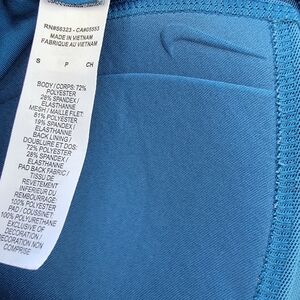 RN#56323 - CA#05553
MADE IN VIETNAM
FABRIQUE AU VIETNAM
S P CH
BODY / CORPS: 72%
POLYESTER
28% SPANDEX /
ELASTHANNE
MESH / MAILLE FILET:
81% POLYESTER
19% SPANDEX /
ELASTHANNE
BACK LINING /
DOUBLURE ET DOS:
72% POLYESTER
28% SPANDEX /
ELASTHANNE
PAD BACK FABRIC /
TISSU DE
REVETEMENT
INFERIEUR DU
REMBOURRAGE:
100% POLYESTER
PAD / COUSSINET:
100% POLYURETHANE
EXCLUSIVE OF
DECORATION /
DECORATION NON
COMPRISE